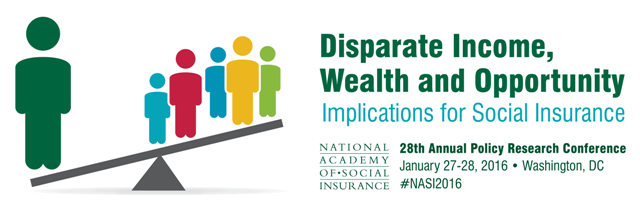 Disparate Income,
Wealth and Opportunity
Implications for Social Insurance
NATIONAL
ACADEMY
OF•SOCIAL
INSURANCE
28th Annual Policy Research Conference
January 27-28, 2016 • Washington, DC
#NASI2016